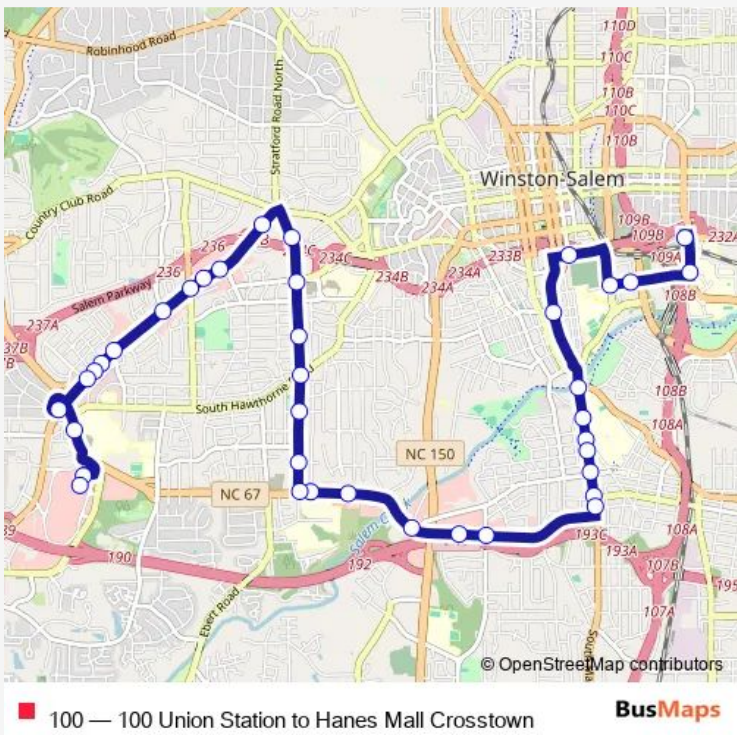 110D
Robinhood Road
110C
Stratford Road North
110B
110C
110B
Country Club Road
Winston-Salem
109B
109B
232A
236
234C
233B
109A
236
234B
234A
234A
108B
Salem Parkway
237A
37B
108B
South Hawthorne
108A
NC 150
NC 67
Salem C k
193C
108A
190
192
193A
107B
195
107A
Ebert Road
© OpenStreetMap contributors
100 — 100 Union Station to Hanes Mall Crosstown
BusMaps